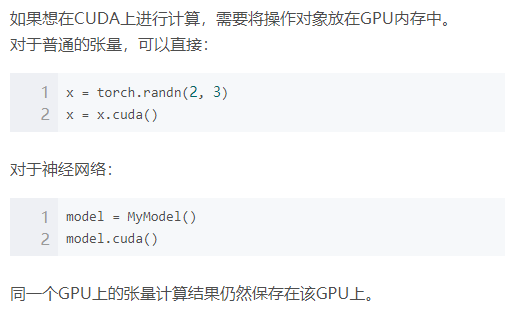 如果想在CUDA上进行计算，需要将操作对象放在GPU内存中。
对于普通的张量，可以直接：
1 x = torch.randn(2, 3)
2 x = x.cuda()
对于神经网络：
1 model = MyModel()
2 model.cuda()
同一个GPU上的张量计算结果仍然保存在该GPU上。